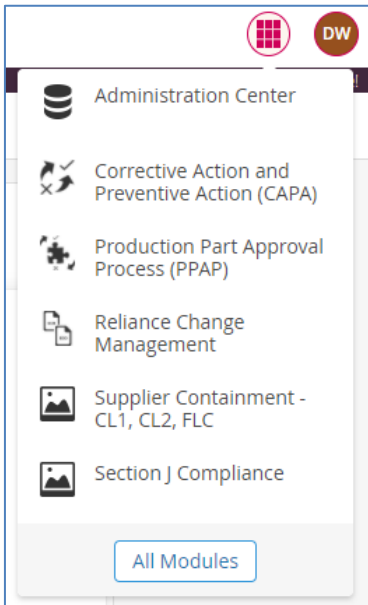 DW
e!
Administration Center
Corrective Action and
Preventive Action (CAPA)
Production Part Approval
Process (PPAP)
Reliance Change
Management
Supplier Containment -
CL1, CL2, FLC
Section J Compliance
All Modules